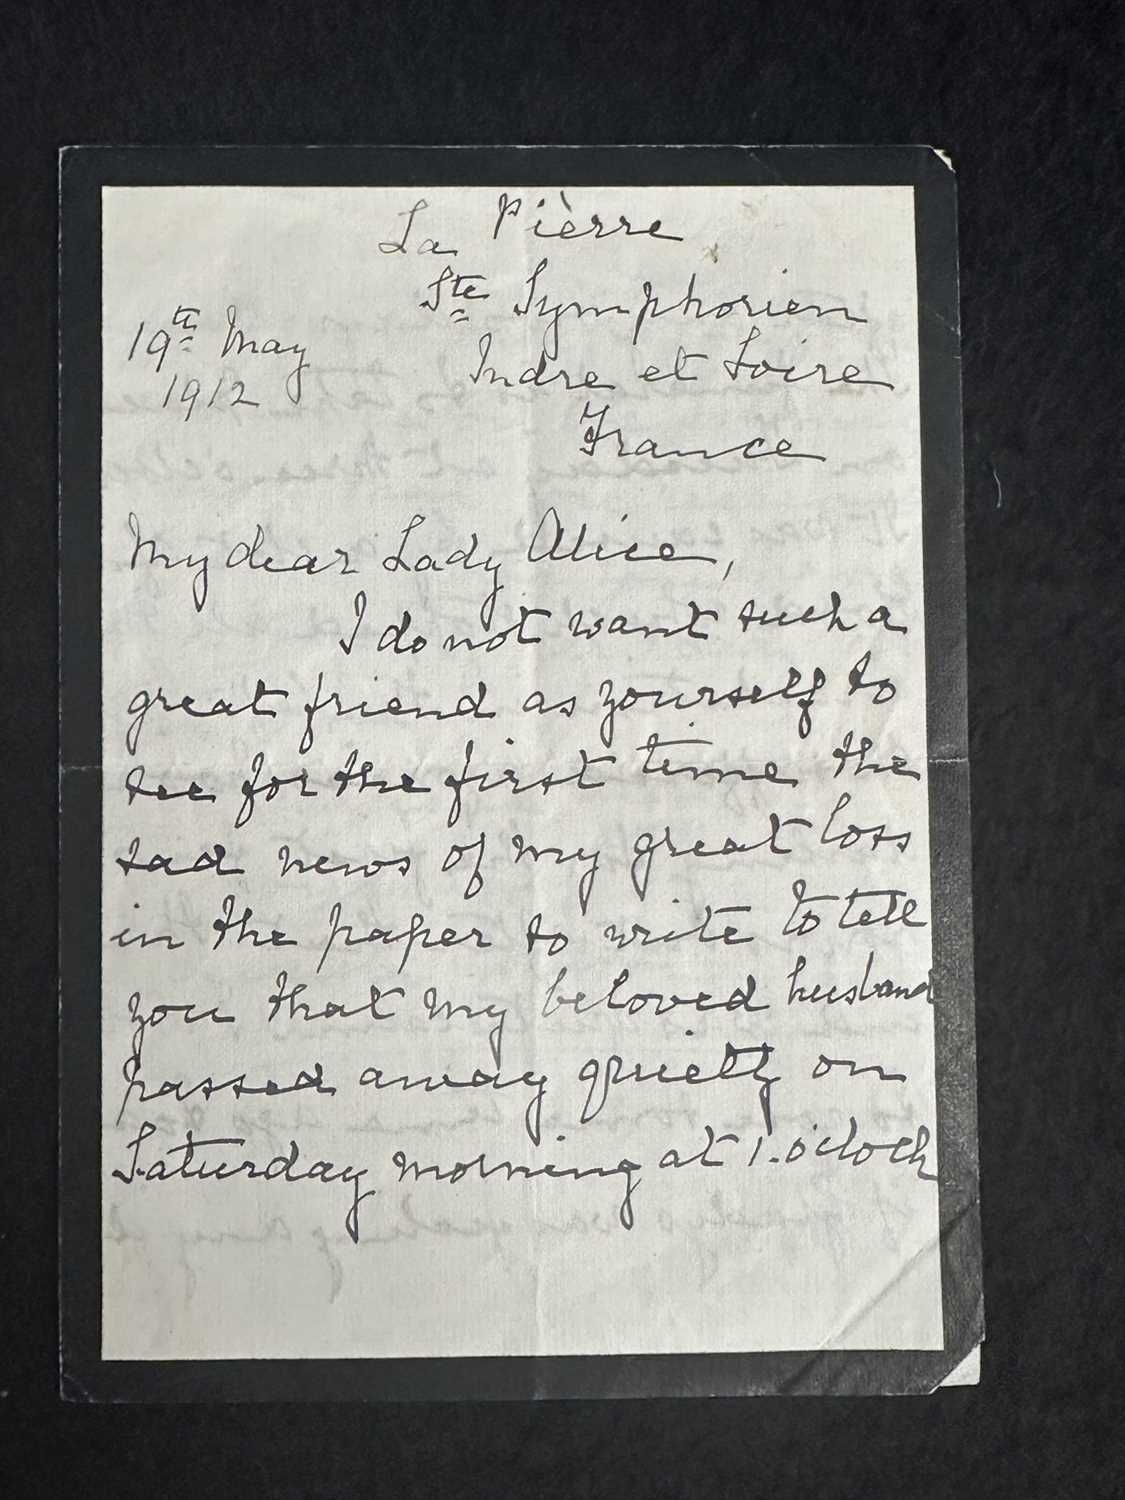 La Pièrre
Ste Symphorien
19th May
1912
Indre et Loire
France
My dear Lady Alice,
I do not want such a
great friend as yourself to
see for the first time the
sad news of my great loss
in the paper so write to tell
you that my beloved husband
passed away quietly on
Saturday morning at 1. o'clock